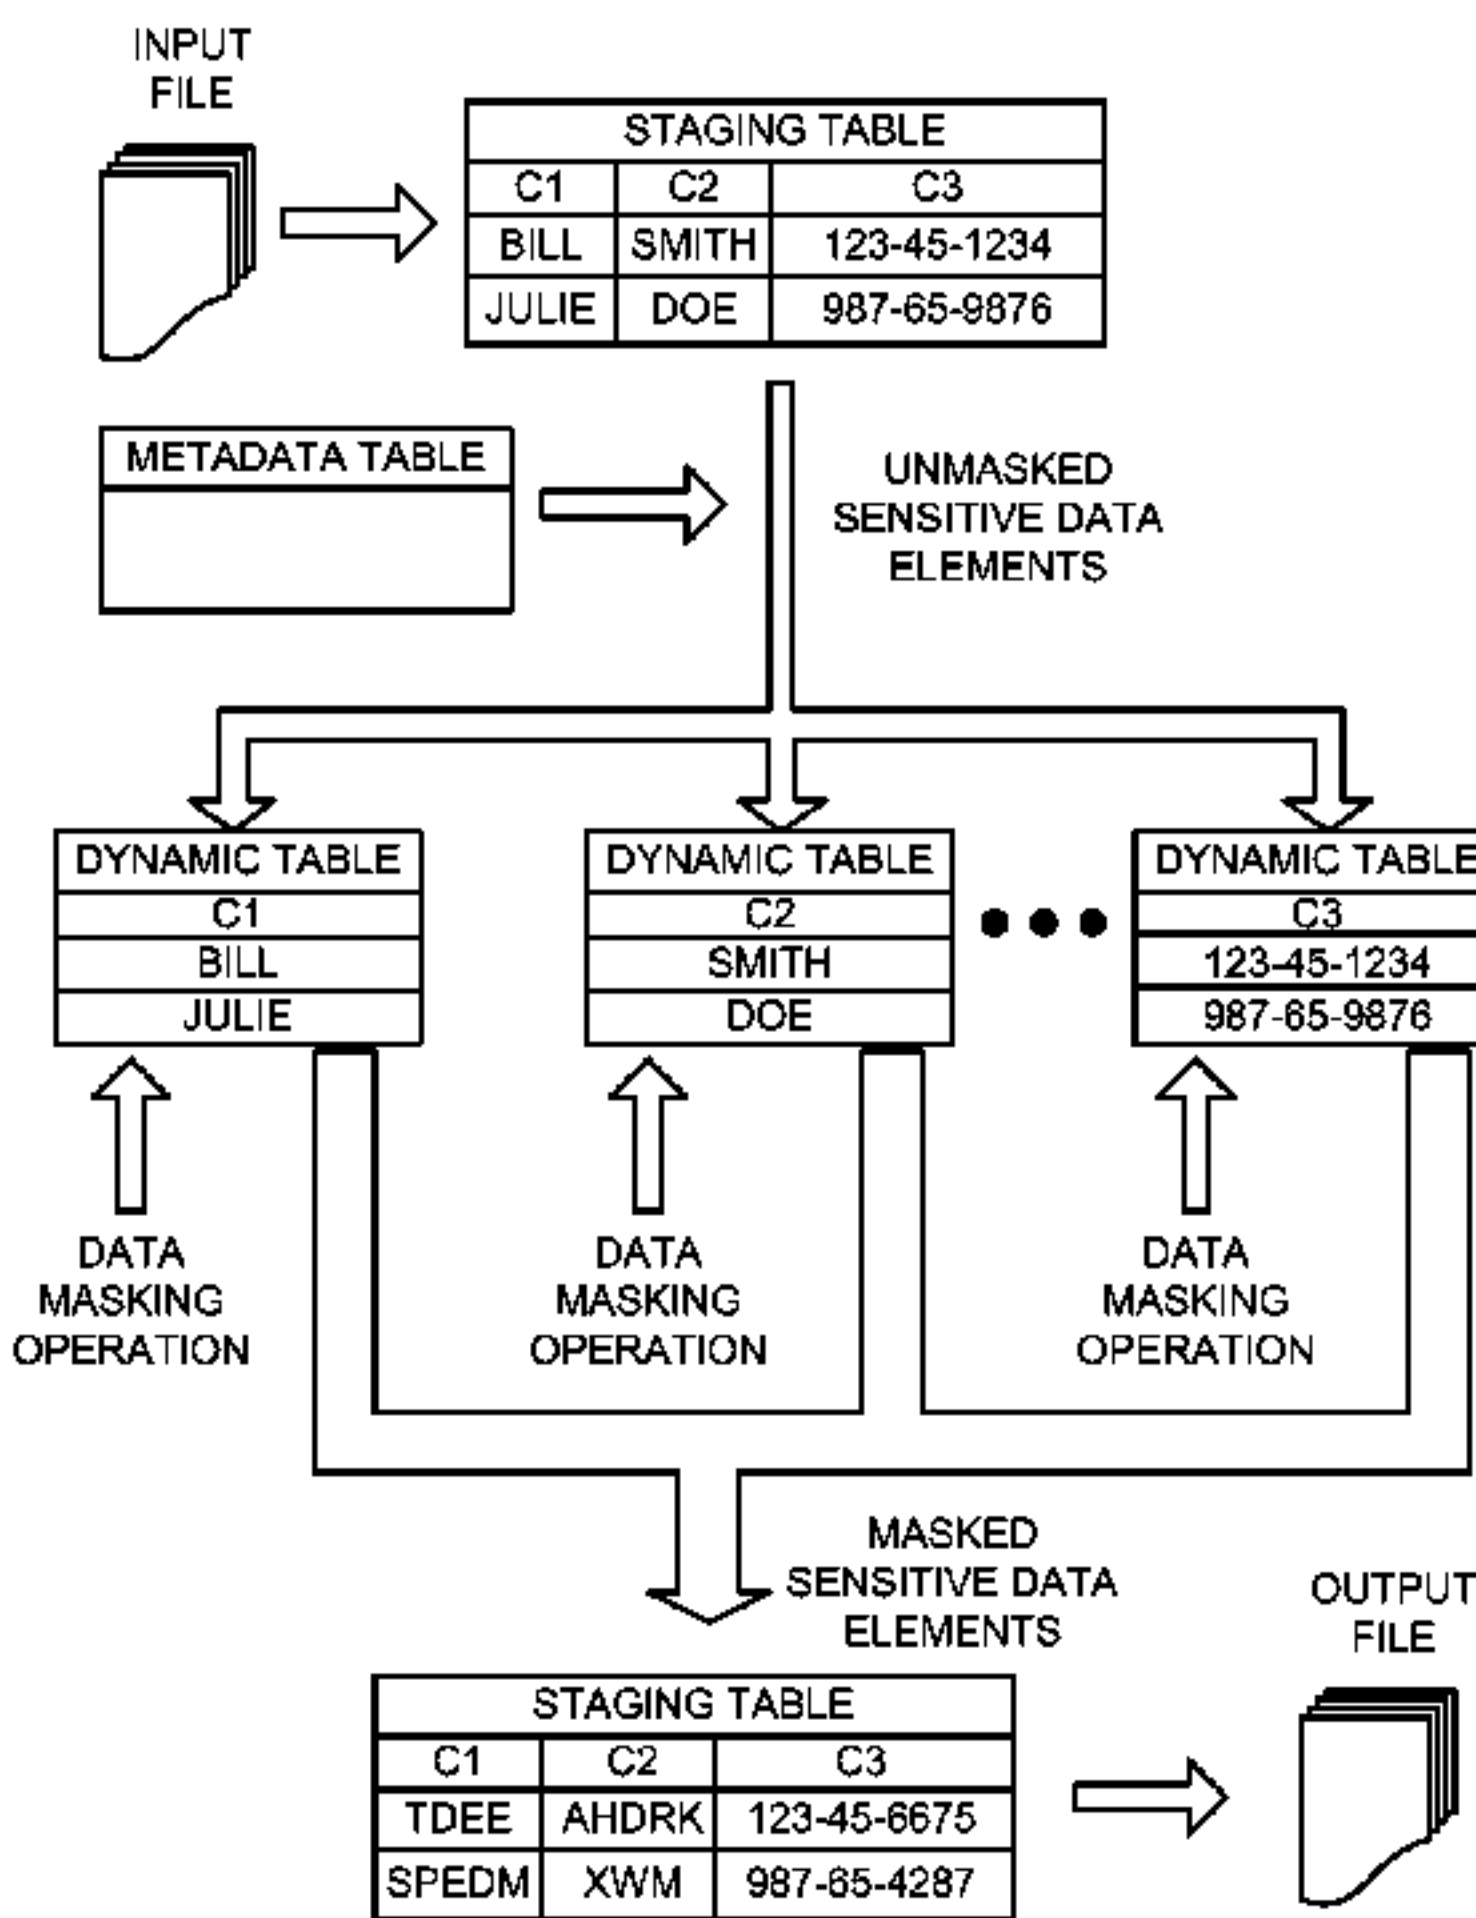 INPUT
FILE
STAGING TABLE
C1 C2 C3
BILL SMITH 123-45-1234
JULIE DOE 987-65-9876
METADATA TABLE
UNMASKED
SENSITIVE DATA
ELEMENTS
DYNAMIC TABLE
C1
BILL
JULIE
DYNAMIC TABLE
C2
SMITH
DOE
DYNAMIC TABLE
C3
123-45-1234
987-65-9876
DATA
MASKING
OPERATION
DATA
MASKING
OPERATION
DATA
MASKING
OPERATION
MASKED
SENSITIVE DATA
ELEMENTS
OUTPUT
FILE
STAGING TABLE
C1 C2 C3
TDEE AHDRK 123-45-6675
SPEDM XWM 987-65-4287